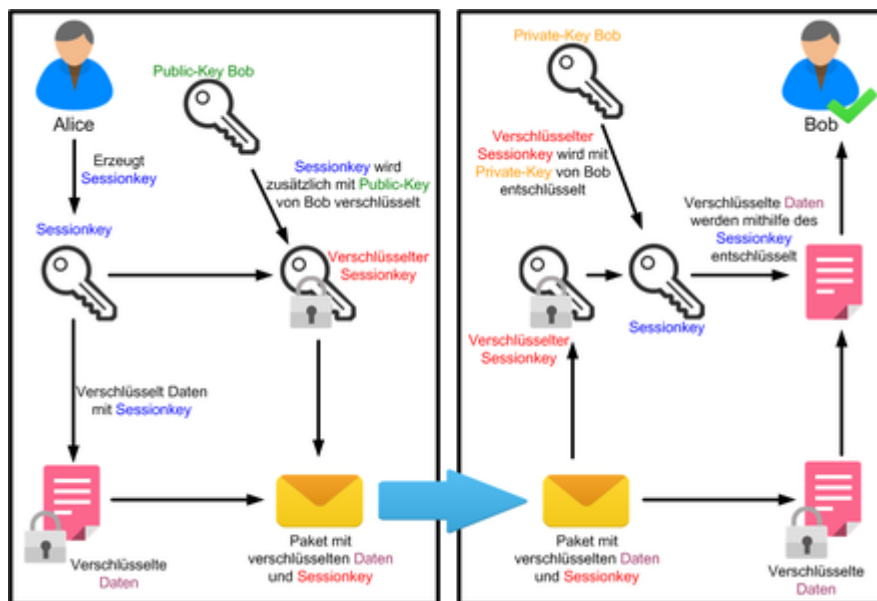 Alice
Public-Key Bob
Erzeugt
Sessionkey
Sessionkey wird
zusätzlich mit Public-Key
von Bob verschlüsselt
Sessionkey
Verschlüsselter
Sessionkey
Verschlüsselt Daten
mit Sessionkey
Verschlüsselte
Daten
Paket mit
verschlüsselten Daten
und Sessionkey
Private-Key Bob
Bob
Verschlüsselter
Sessionkey wird mit
Private-Key von Bob
entschlüsselt
Verschlüsselte Daten
werden mithilfe des
Sessionkey
entschlüsselt
Sessionkey
Verschlüsselter
Sessionkey
Paket mit
verschlüsselten Daten
und Sessionkey
Verschlüsselte
Daten